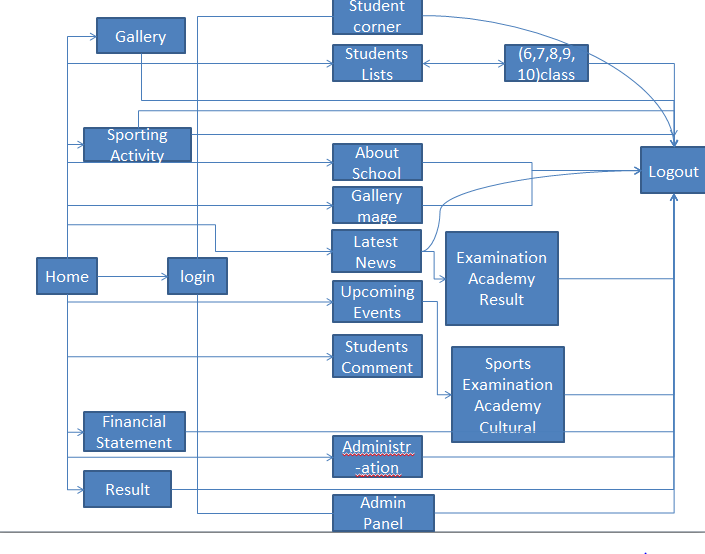 Student
corner
Gallery
Students
Lists
(6,7,8,9,
10)class
Sporting
Activity
About
School
Logout
Gallery
mage
Latest
News
Examination
Academy
Result
Home
login
Upcoming
Events
Students
Comment
Sports
Examination
Academy
Cultural
Financial
Statement
Administr
-ation
Result
Admin
Panel